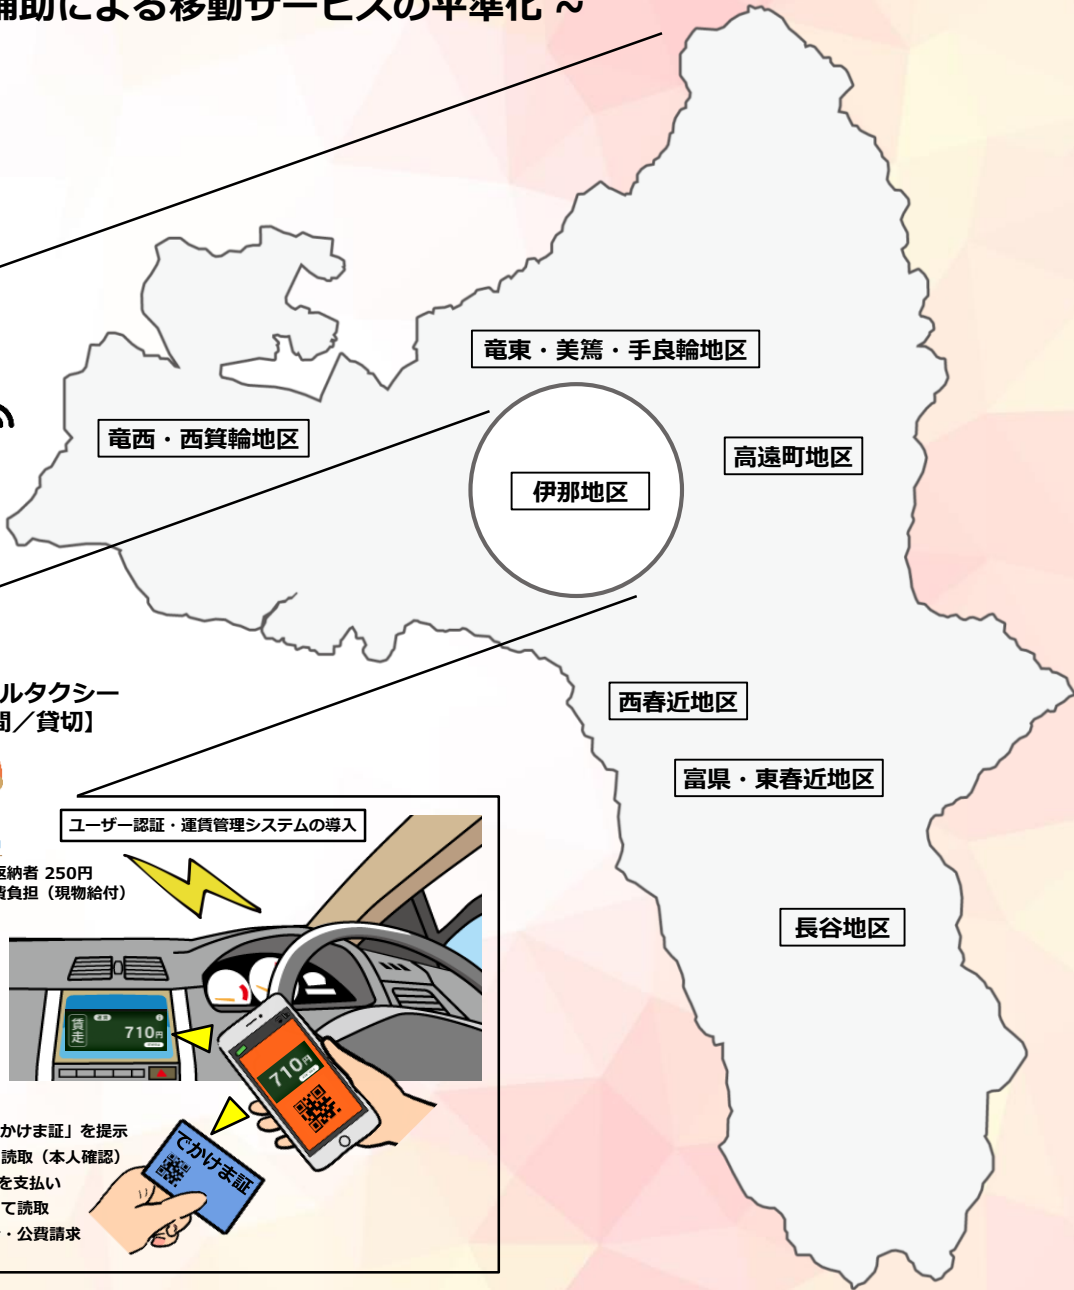 補助による移動サービスの平準化 ~
竜東・美篶・手良輪地区
竜西・西箕輪地区
高遠町地区
伊那地区
西春近地区
富県・東春近地区
長谷地区
ルタクシー
間／貸切】
返納者 250円
費負担（現物給付）
ユーザー認証・運賃管理システムの導入
賃走
710円
710円
でかけま証
かけま証」を提示
読取（本人確認）
を支払い
て読取
・公費請求